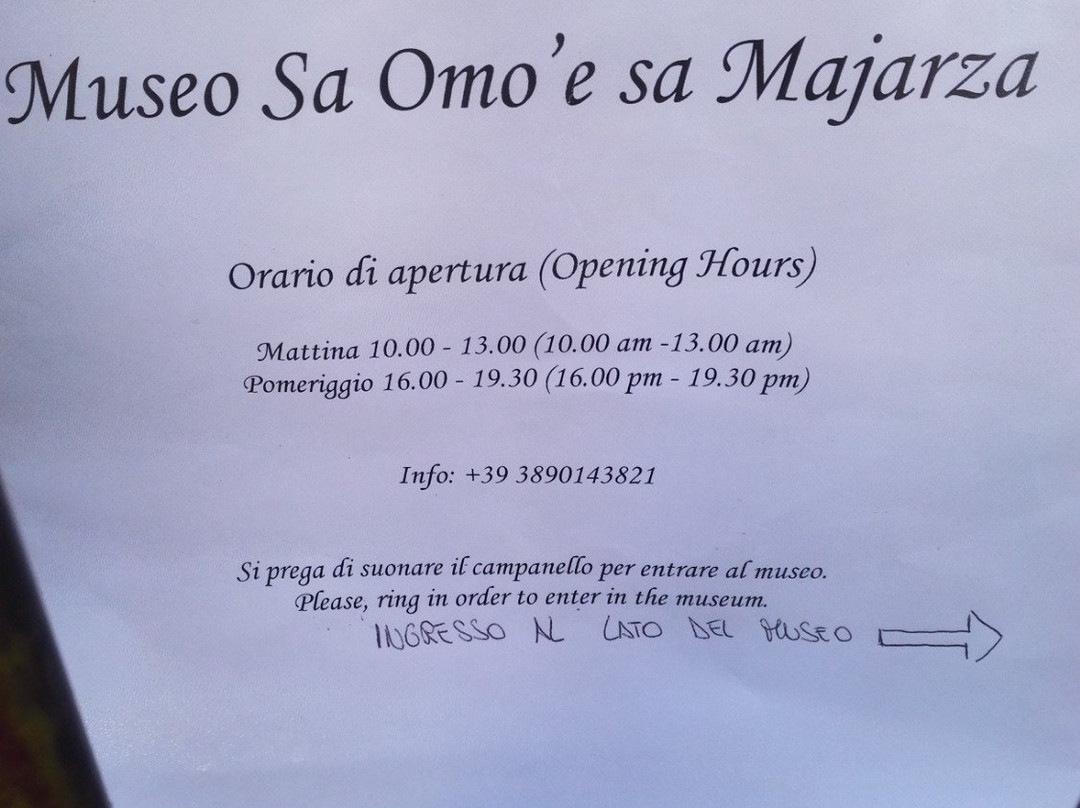 Museo Sa Omo'e sa Majarza
Orario di apertura (Opening Hours)
Mattina 10.00 - 13.00 (10.00 am -13.00 am)
Pomeriggio 16.00 - 19.30 (16.00 pm - 19.30 pm)
Info: +39 3890143821
Si prega di suonare il campanello per entrare al museo.
Please, ring in order to enter in the museum.
INGRESSO AL LATO DEL MUSEO